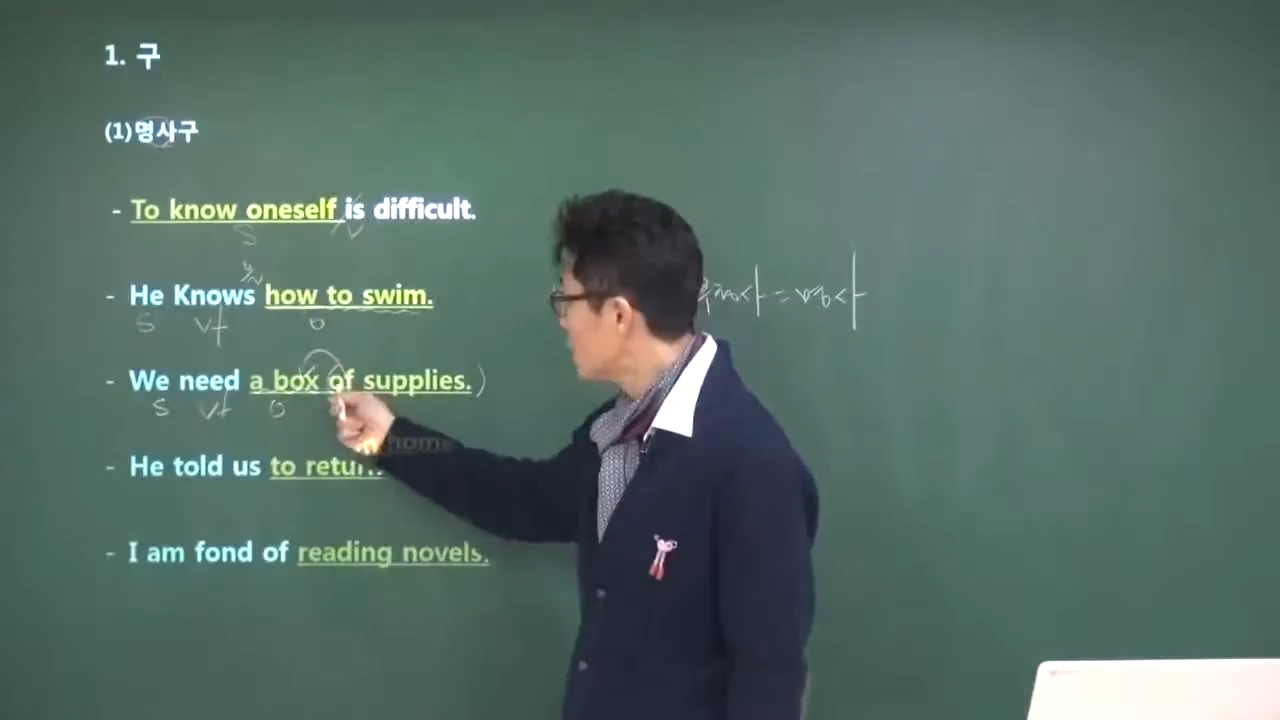 1. 구
(1)명사구
- To know oneself is difficult.
S V
- He Knows how to swim.
S vt o
- We need a box of supplies.)
S vt o
- He told us to return home
- I am fond of reading novels.